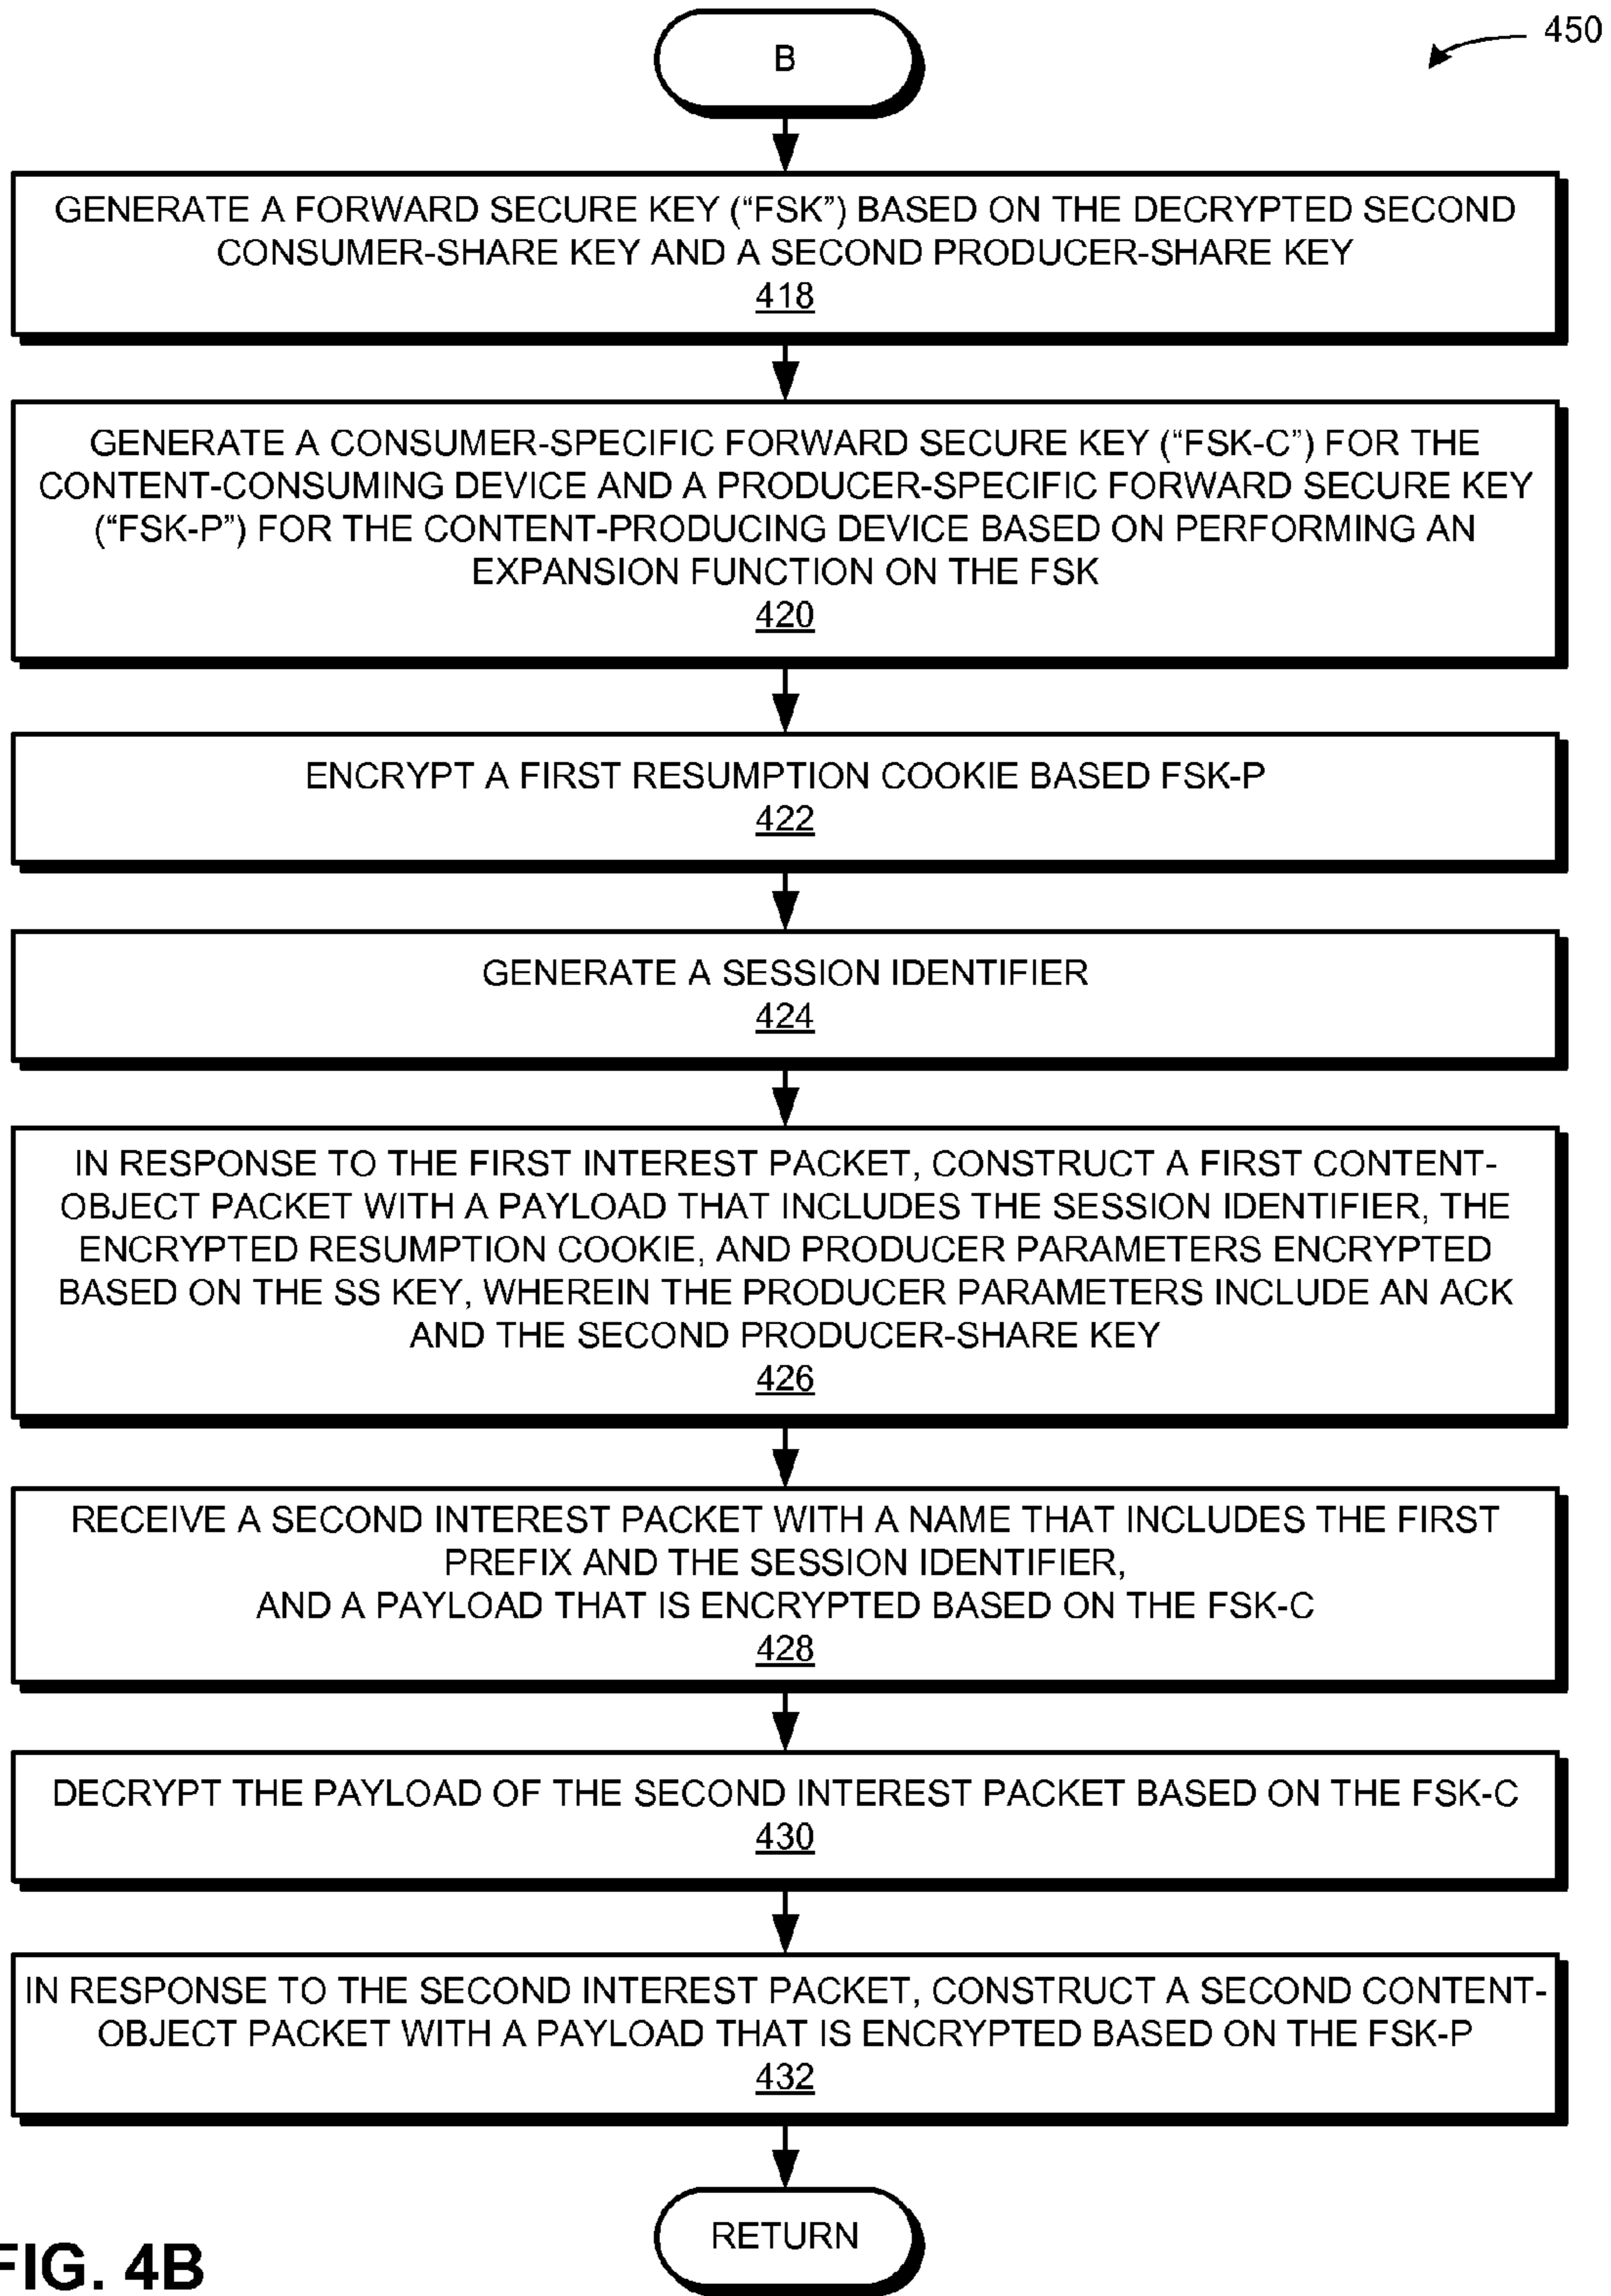 B
450
GENERATE A FORWARD SECURE KEY (“FSK”) BASED ON THE DECRYPTED SECOND
CONSUMER-SHARE KEY AND A SECOND PRODUCER-SHARE KEY
418
GENERATE A CONSUMER-SPECIFIC FORWARD SECURE KEY (“FSK-C”) FOR THE
CONTENT-CONSUMING DEVICE AND A PRODUCER-SPECIFIC FORWARD SECURE KEY
(“FSK-P”) FOR THE CONTENT-PRODUCING DEVICE BASED ON PERFORMING AN
EXPANSION FUNCTION ON THE FSK
420
ENCRYPT A FIRST RESUMPTION COOKIE BASED FSK-P
422
GENERATE A SESSION IDENTIFIER
424
IN RESPONSE TO THE FIRST INTEREST PACKET, CONSTRUCT A FIRST CONTENT-
OBJECT PACKET WITH A PAYLOAD THAT INCLUDES THE SESSION IDENTIFIER, THE
ENCRYPTED RESUMPTION COOKIE, AND PRODUCER PARAMETERS ENCRYPTED
BASED ON THE SS KEY, WHEREIN THE PRODUCER PARAMETERS INCLUDE AN ACK
AND THE SECOND PRODUCER-SHARE KEY
426
RECEIVE A SECOND INTEREST PACKET WITH A NAME THAT INCLUDES THE FIRST
PREFIX AND THE SESSION IDENTIFIER,
AND A PAYLOAD THAT IS ENCRYPTED BASED ON THE FSK-C
428
DECRYPT THE PAYLOAD OF THE SECOND INTEREST PACKET BASED ON THE FSK-C
430
IN RESPONSE TO THE SECOND INTEREST PACKET, CONSTRUCT A SECOND CONTENT-
OBJECT PACKET WITH A PAYLOAD THAT IS ENCRYPTED BASED ON THE FSK-P
432
RETURN
FIG. 4B